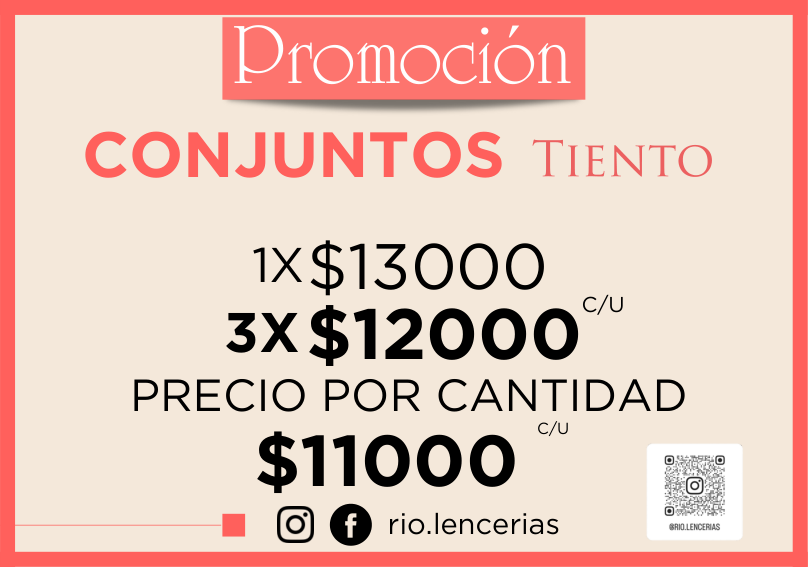 Promoción
CONJUNTOS TIENTO
1X $13000
3X $12000 C/U
PRECIO POR CANTIDAD
$11000 C/U
rio.lencerias
@RIO.LENCERIAS